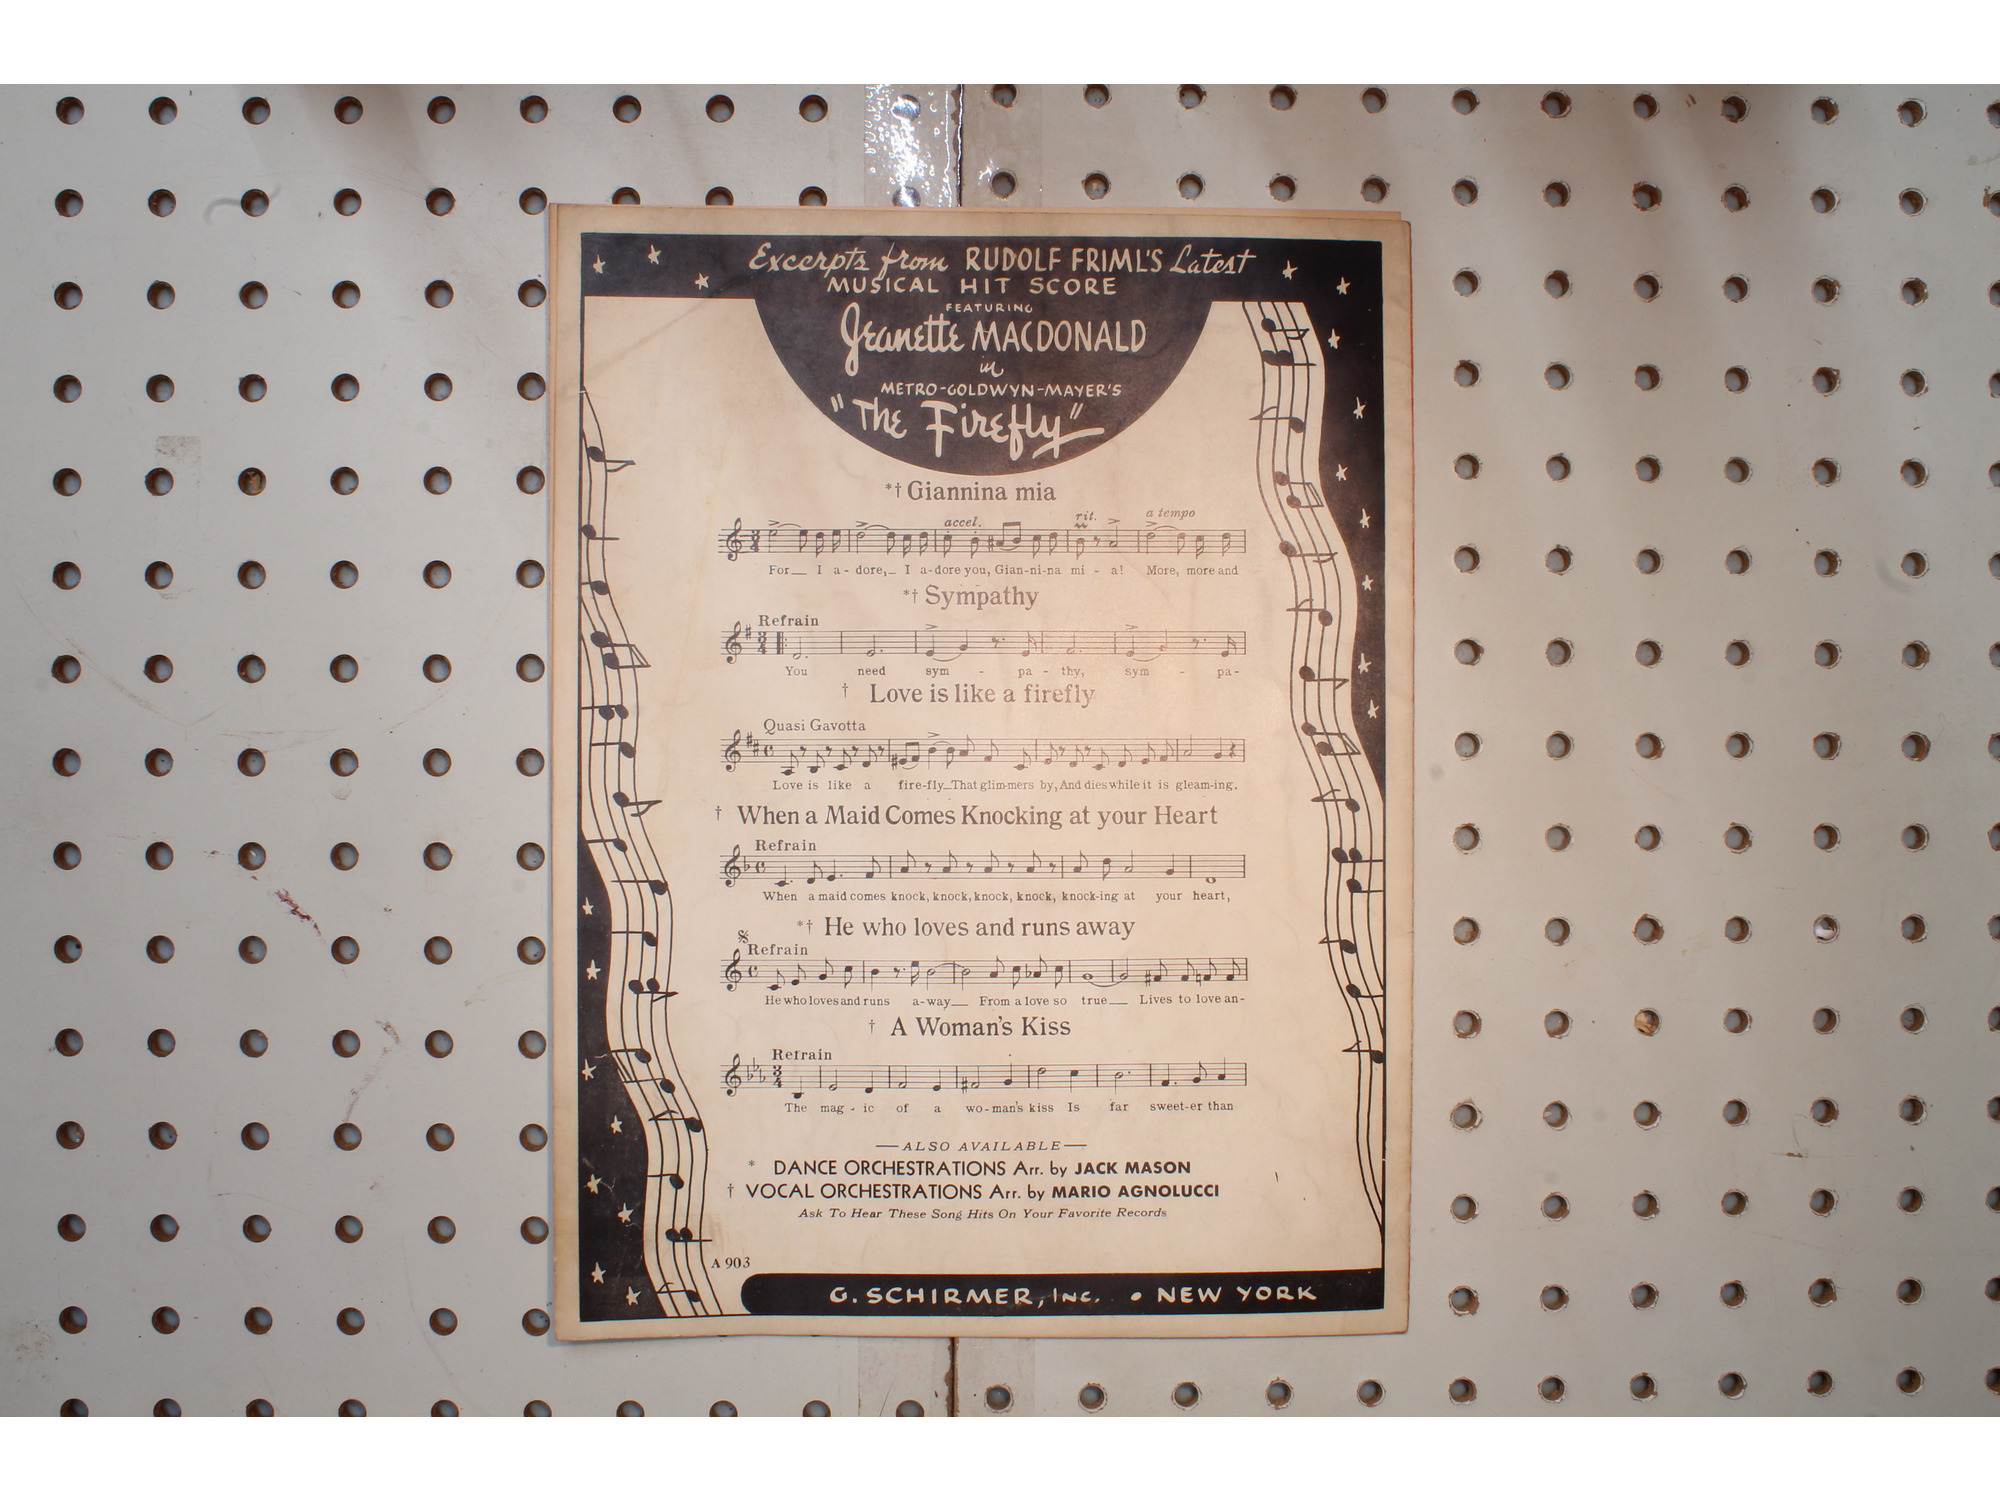 Excerpts from RUDOLF FRIML'S Latest
MUSICAL HIT SCORE
FEATURING
Jeanette MACDONALD
in
METRO-GOLDWYN-MAYER'S
"The Firefly"
*† Giannina mia
accel. rit. a tempo
For__ I a - dore,_ I a-dore you, Gian-ni-na mi - a! More, more and
*† Sympathy
Refrain
You need sym - pa - thy, sym - pa-
† Love is like a firefly
Quasi Gavotta
Love is like a fire-fly_That glim-mers by, And dies while it is gleam-ing.
† When a Maid Comes Knocking at your Heart
Refrain
When a maid comes knock, knock, knock, knock, knock-ing at your heart,
*† He who loves and runs away
Refrain
He who loves and runs a-way__ From a love so true__ Lives to love an-
† A Woman's Kiss
Refrain
The mag - ic of a wo-man's kiss Is far sweet-er than
—ALSO AVAILABLE—
* DANCE ORCHESTRATIONS Arr. by JACK MASON
† VOCAL ORCHESTRATIONS Arr. by MARIO AGNOLUCCI
Ask To Hear These Song Hits On Your Favorite Records
A 903
G. SCHIRMER, INC. • NEW YORK